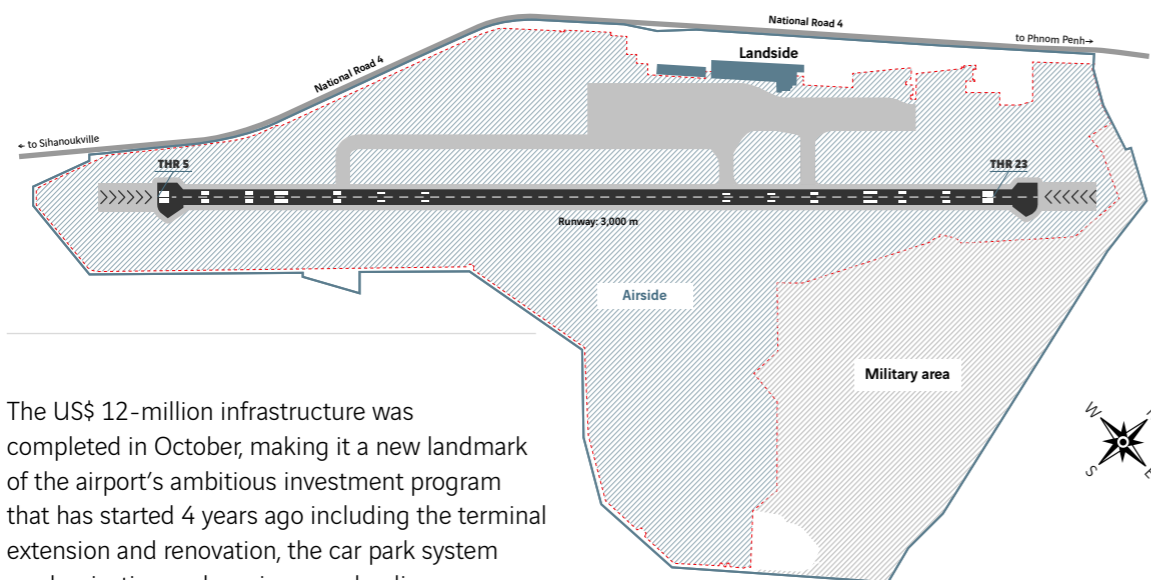 National Road 4
to Phnom Penh→
Landside
National Road 4
← to Sihanoukville
THR 5
THR 23
Runway: 3,000 m
Airside
Military area
W
S
E
The US$ 12-million infrastructure was
completed in October, making it a new landmark
of the airport's ambitious investment program
that has started 4 years ago including the terminal
extension and renovation, the car park system